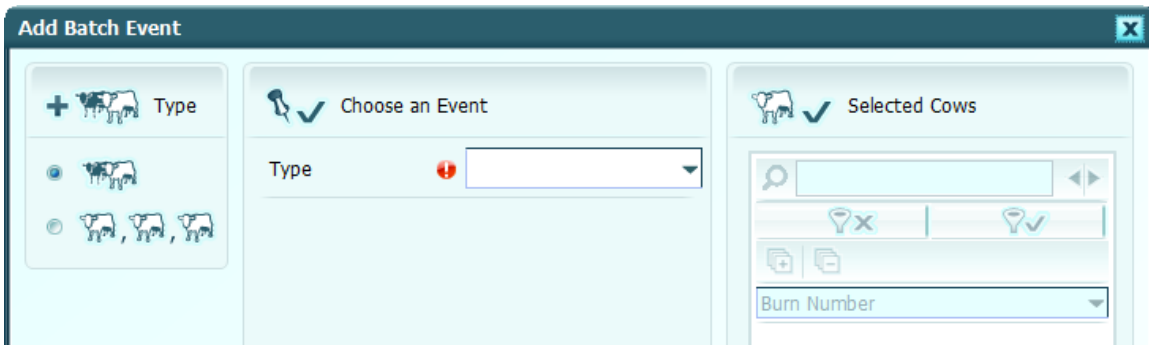 Add Batch Event
Type
Choose an Event
Selected Cows
Type
, ,
Burn Number